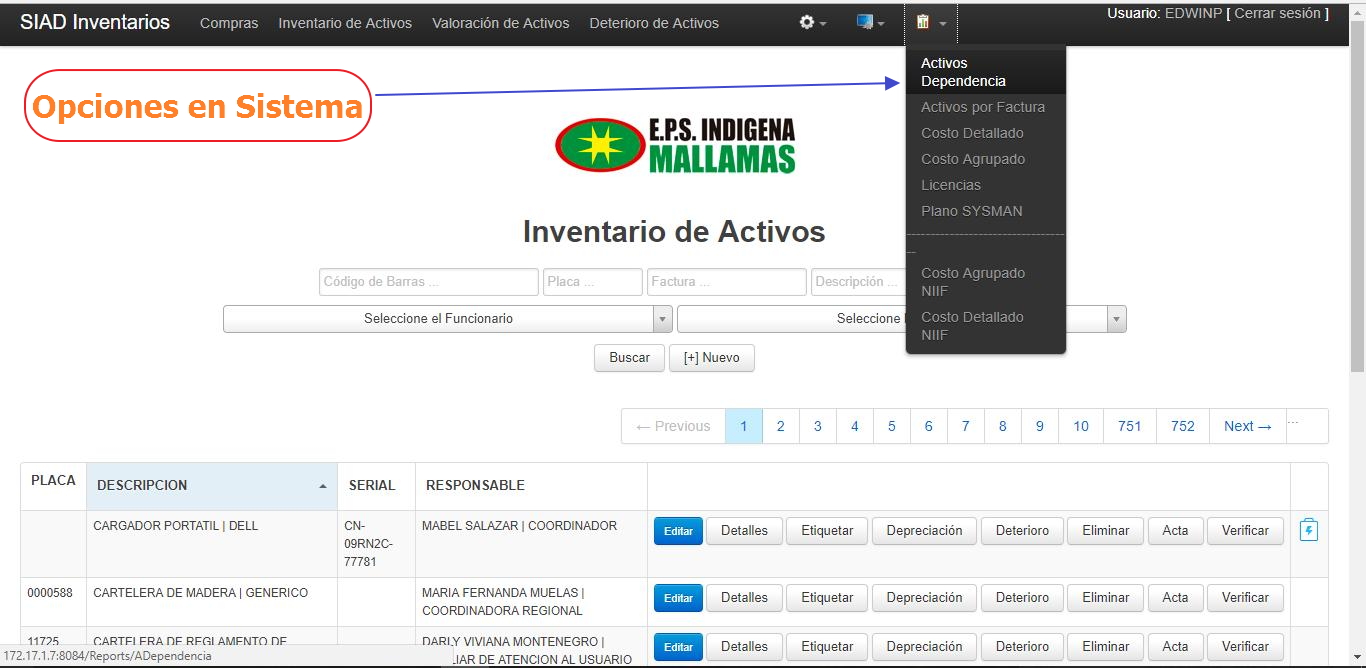 SIAD Inventarios Compras Inventario de Activos Valoración de Activos Deterioro de Activos Usuario: EDWINP [ Cerrar sesión ]
Activos
Dependencia
Activos por Factura
Costo Detallado
Costo Agrupado
Licencias
Plano SYSMAN
--------------------------------
--
Costo Agrupado
NIIF
Costo Detallado
NIIF
Opciones en Sistema
E.P.S. INDIGENA
MALLAMAS
Inventario de Activos
Código de Barras ... Placa ... Factura ... Descripción ...
Seleccione el Funcionario Seleccione
Buscar [+] Nuevo
← Previous 1 2 3 4 5 6 7 8 9 10 751 752 Next → ...
PLACA DESCRIPCION SERIAL RESPONSABLE
CARGADOR PORTATIL | DELL CN- MABEL SALAZAR | COORDINADOR Editar Detalles Etiquetar Depreciación Deterioro Eliminar Acta Verificar
09RN2C-
77781
0000588 CARTELERA DE MADERA | GENERICO MARIA FERNANDA MUELAS | Editar Detalles Etiquetar Depreciación Deterioro Eliminar Acta Verificar
COORDINADORA REGIONAL
11725 CARTELERA DE REGLAMENTO DE DARLY VIVIANA MONTENEGRO | Editar Detalles Etiquetar Depreciación Deterioro Eliminar Acta Verificar
LIAR DE ATENCION AL USUARIO
172.17.1.7:8084/Reports/ADependencia